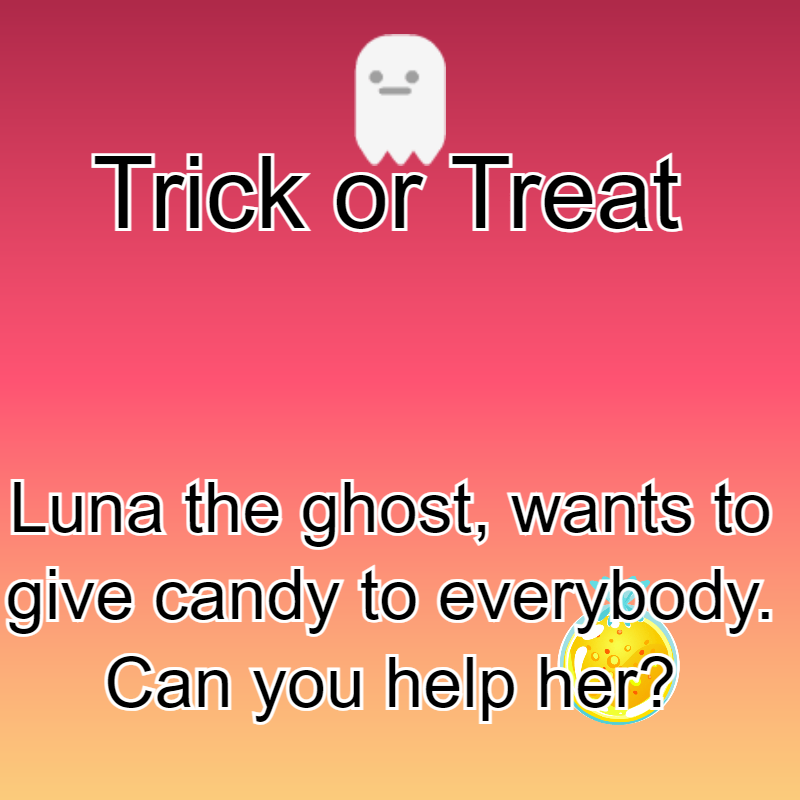 Trick or Treat
Luna the ghost, wants to
give candy to everybody.
Can you help her?